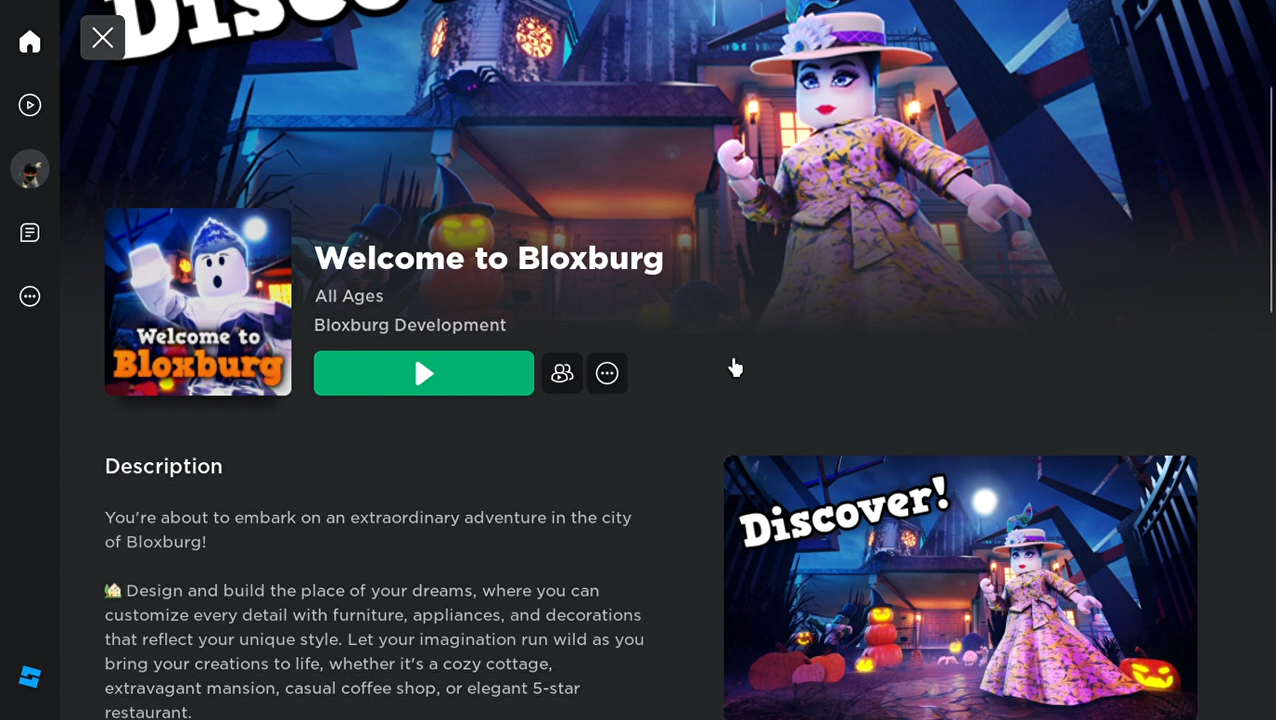 Discover
Welcome to Bloxburg
All Ages
Bloxburg Development
Welcome to
Bloxburg
Description
You're about to embark on an extraordinary adventure in the city
of Bloxburg!
🏡 Design and build the place of your dreams, where you can
customize every detail with furniture, appliances, and decorations
that reflect your unique style. Let your imagination run wild as you
bring your creations to life, whether it's a cozy cottage,
extravagant mansion, casual coffee shop, or elegant 5-star
restaurant.
Discover!